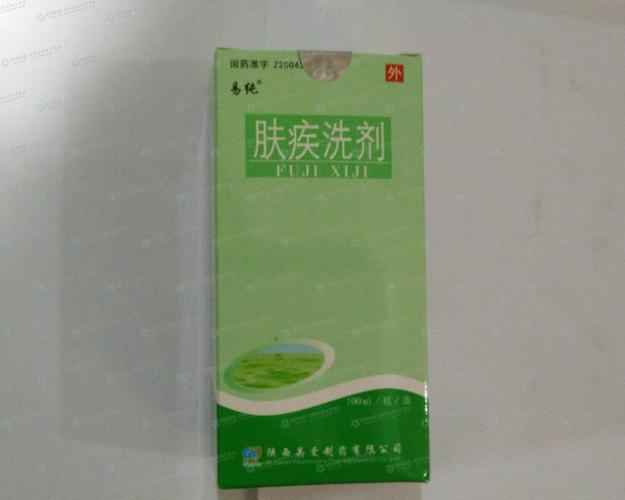 国药准字 Z2004
外
易纯®
肤疾洗剂
FUJI XIJI
100ml/瓶/盒
陕西美爱制药有限公司